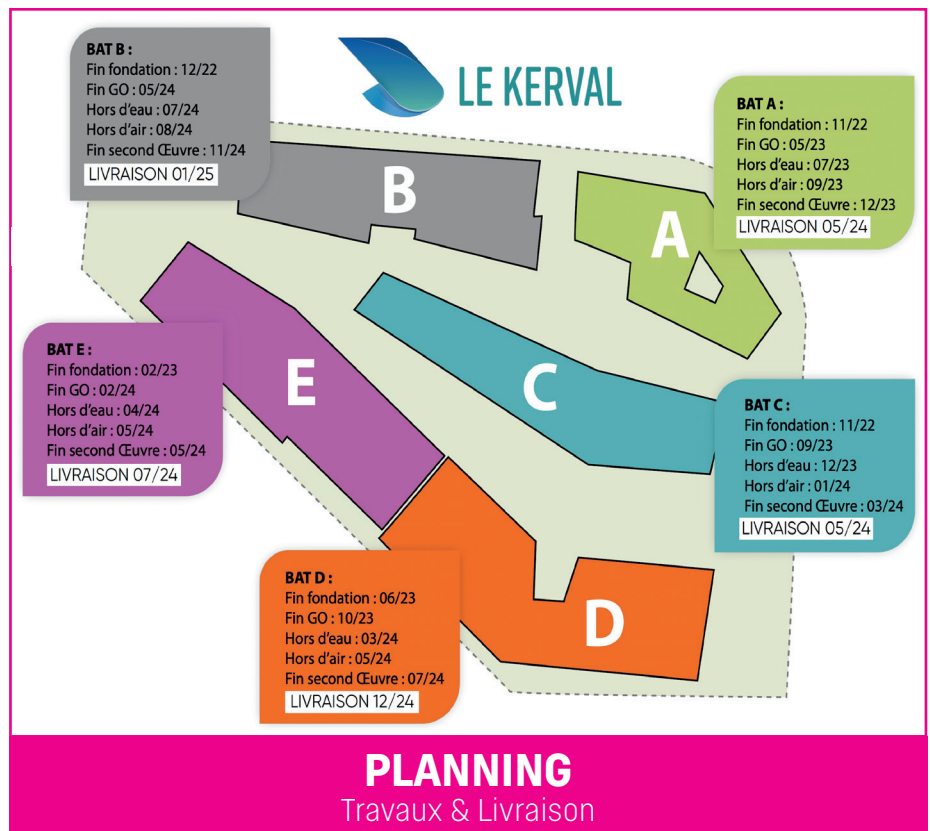 BAT B :
Fin fondation : 12/22
Fin GO : 05/24
Hors d'eau : 07/24
Hors d'air : 08/24
Fin second Œuvre : 11/24
LIVRAISON 01/25
LE KERVAL
BAT A :
Fin fondation : 11/22
Fin GO : 05/23
Hors d'eau : 07/23
Hors d'air : 09/23
Fin second Œuvre : 12/23
LIVRAISON 05/24
B
A
BAT E :
Fin fondation : 02/23
Fin GO : 02/24
Hors d'eau : 04/24
Hors d'air : 05/24
Fin second Œuvre : 05/24
LIVRAISON 07/24
E
C
BAT C :
Fin fondation : 11/22
Fin GO : 09/23
Hors d'eau : 12/23
Hors d'air : 01/24
Fin second Œuvre : 03/24
LIVRAISON 05/24
BAT D :
Fin fondation : 06/23
Fin GO : 10/23
Hors d'eau : 03/24
Hors d'air : 05/24
Fin second Œuvre : 07/24
LIVRAISON 12/24
D
PLANNING
Travaux & Livraison